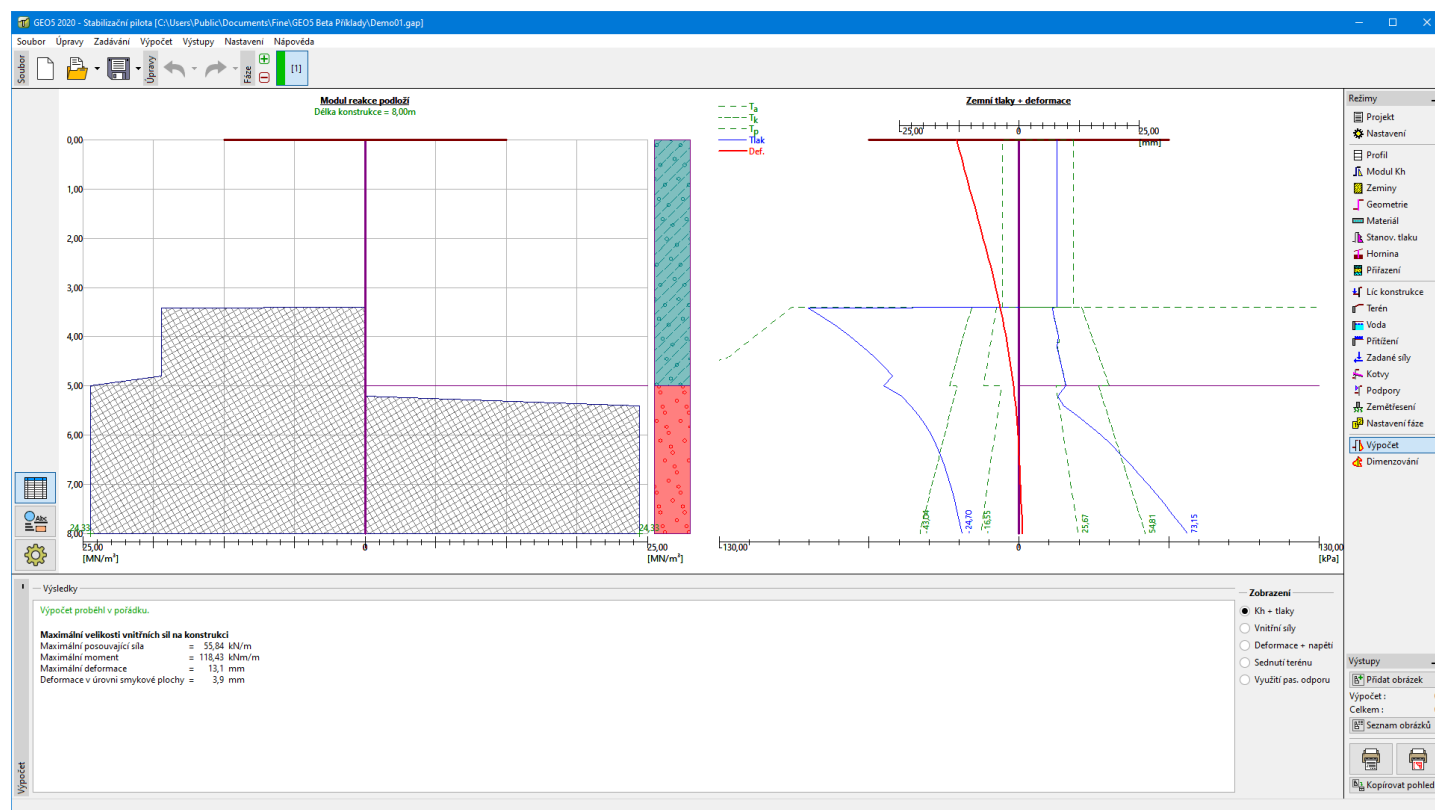 GEO5 2020 - Stabilizační pilota [C:\Users\Public\Documents\Fine\GEO5 Beta Příklady\Demo01.gap]
Soubor Úpravy Zadávání Výpočet Výstupy Nastavení Nápověda
Soubor
Úpravy
Fáze
[1]
Modul reakce podloží
Délka konstrukce = 8,00m
0,00
1,00
2,00
3,00
4,00
5,00
6,00
7,00
8,00
24,33
24,33
25,00
0
25,00
[MN/m³]
[MN/m³]
Ta
Tk
Tp
Tlak
Def.
Zemní tlaky + deformace
-25,00
0
25,00
[mm]
-43,04
-24,70
-16,55
25,67
54,81
73,15
-130,00
0
130,00
[kPa]
Režimy
Projekt
Nastavení
Profil
Modul Kh
Zeminy
Geometrie
Materiál
Stanov. tlaku
Hornina
Přiřazení
Líc konstrukce
Terén
Voda
Přitížení
Zadané síly
Kotvy
Podpory
Zemětřesení
Nastavení fáze
Výpočet
Dimenzování
Výsledky
Výpočet proběhl v pořádku.
Maximální velikosti vnitřních sil na konstrukci
Maximální posouvající síla = 55,84 kN/m
Maximální moment = 118,43 kNm/m
Maximální deformace = 13,1 mm
Deformace v úrovni smykové plochy = 3,9 mm
Výpočet
Zobrazení
Kh + tlaky
Vnitřní síly
Deformace + napětí
Sednutí terénu
Využití pas. odporu
Výstupy
Přidat obrázek
Výpočet :
Celkem :
Seznam obrázků
Kopírovat pohled